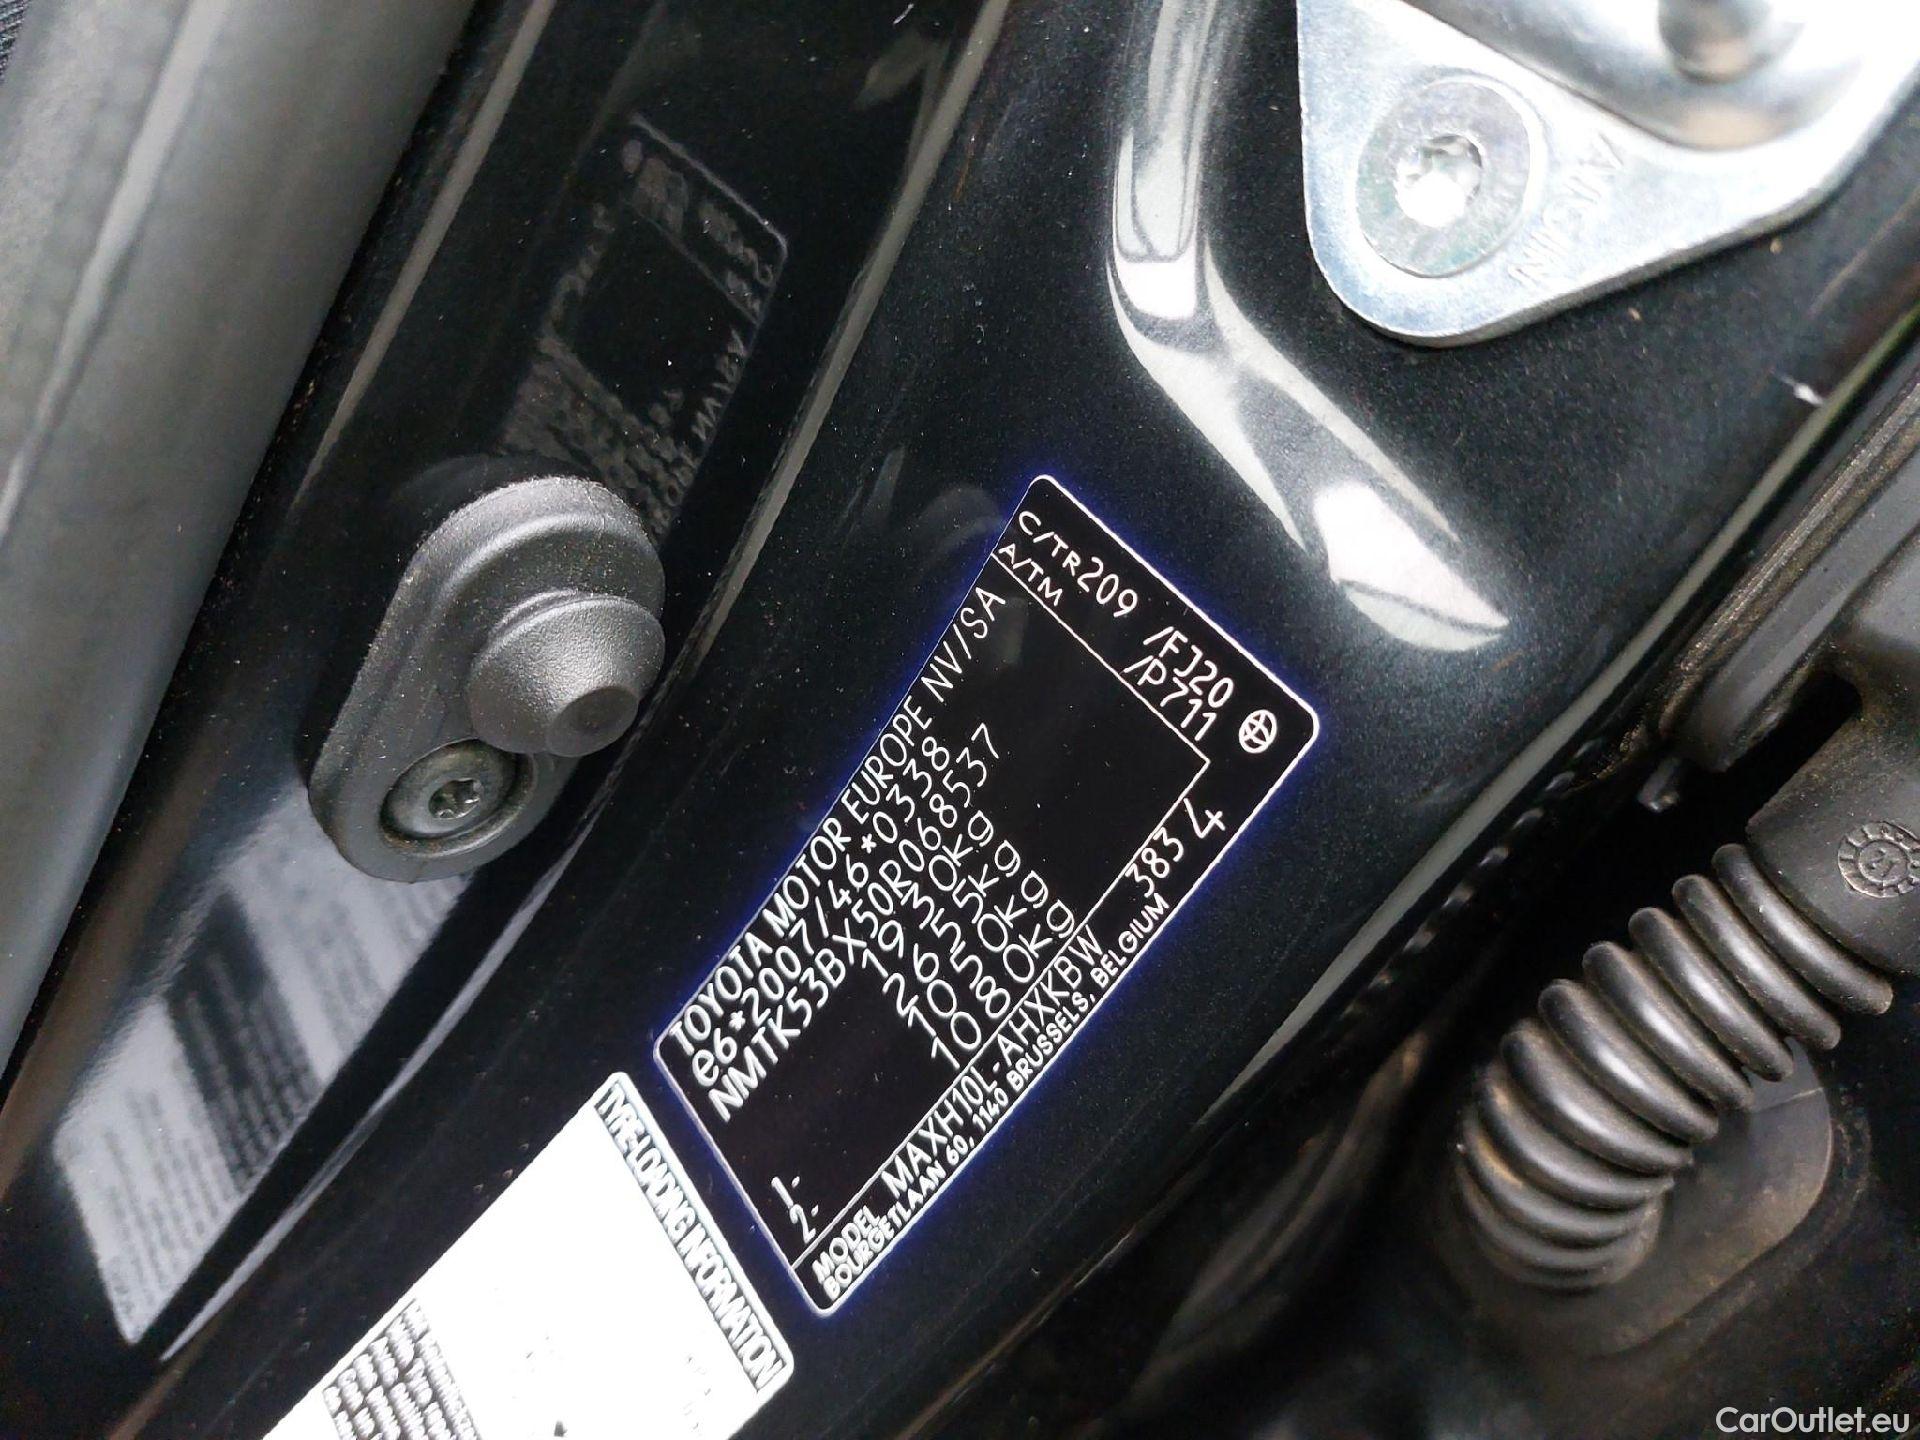 C/TR 209 /FJ20
A/TM /P711
TOYOTA MOTOR EUROPE NV/SA
e6*2007/46*0338
NMTK53BX50R068537
1930kg
2655kg
1- 1050kg
2- 1080kg
MODEL MAXH10L-AHXKBW 383 4
BOURGETLAAN 60, 1140 BRUSSELS, BELGIUM
TYRE-LOADING INFORMATION
AISIN
CarOutlet.eu